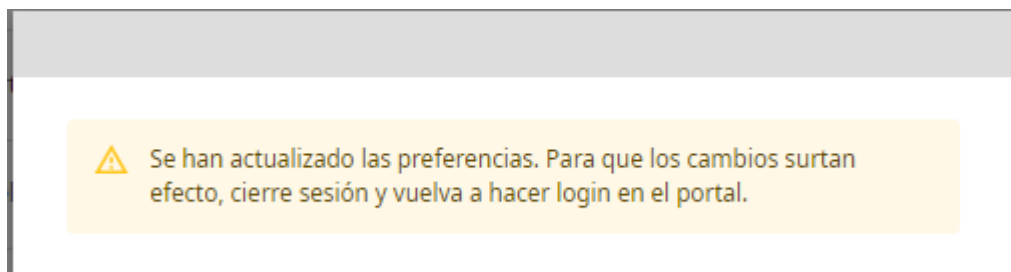 Se han actualizado las preferencias. Para que los cambios surtan
efecto, cierre sesión y vuelva a hacer login en el portal.